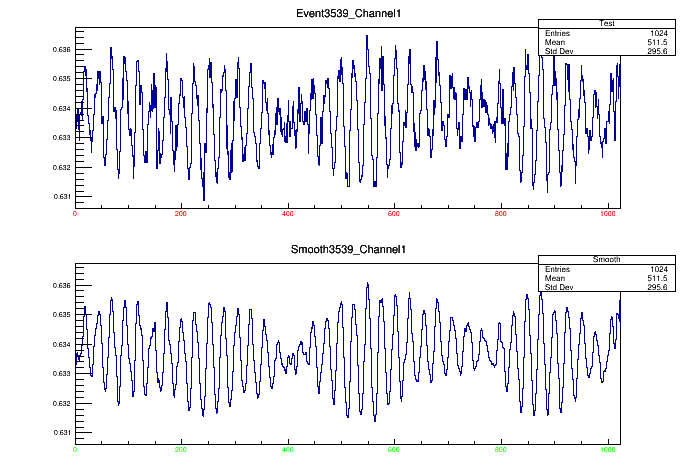 Event3539_Channel1
Test
Entries 1024
Mean 511.5
Std Dev 295.6
0.636
0.635
0.634
0.633
0.632
0.631
0 200 400 600 800 1000
Smooth3539_Channel1
Smooth
Entries 1024
Mean 511.5
Std Dev 295.6
0.636
0.635
0.634
0.633
0.632
0.631
0 200 400 600 800 1000